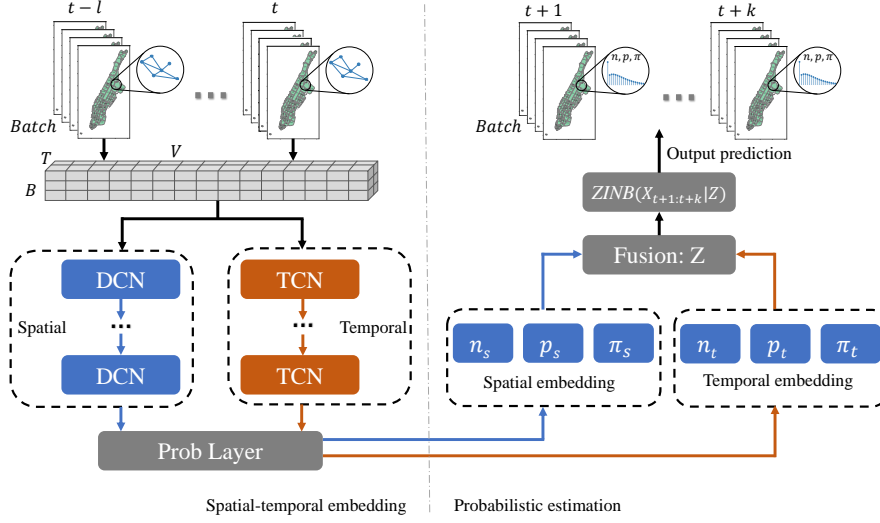 t − l
t
Batch
T
V
B
Spatial
DCN
DCN
TCN
TCN
Temporal
Prob Layer
Spatial-temporal embedding
t + 1
t + k
n, p, π
n, p, π
Batch
Output prediction
ZINB(X_{t+1:t+k}|Z)
Fusion: Z
n_s
p_s
π_s
Spatial embedding
n_t
p_t
π_t
Temporal embedding
Probabilistic estimation